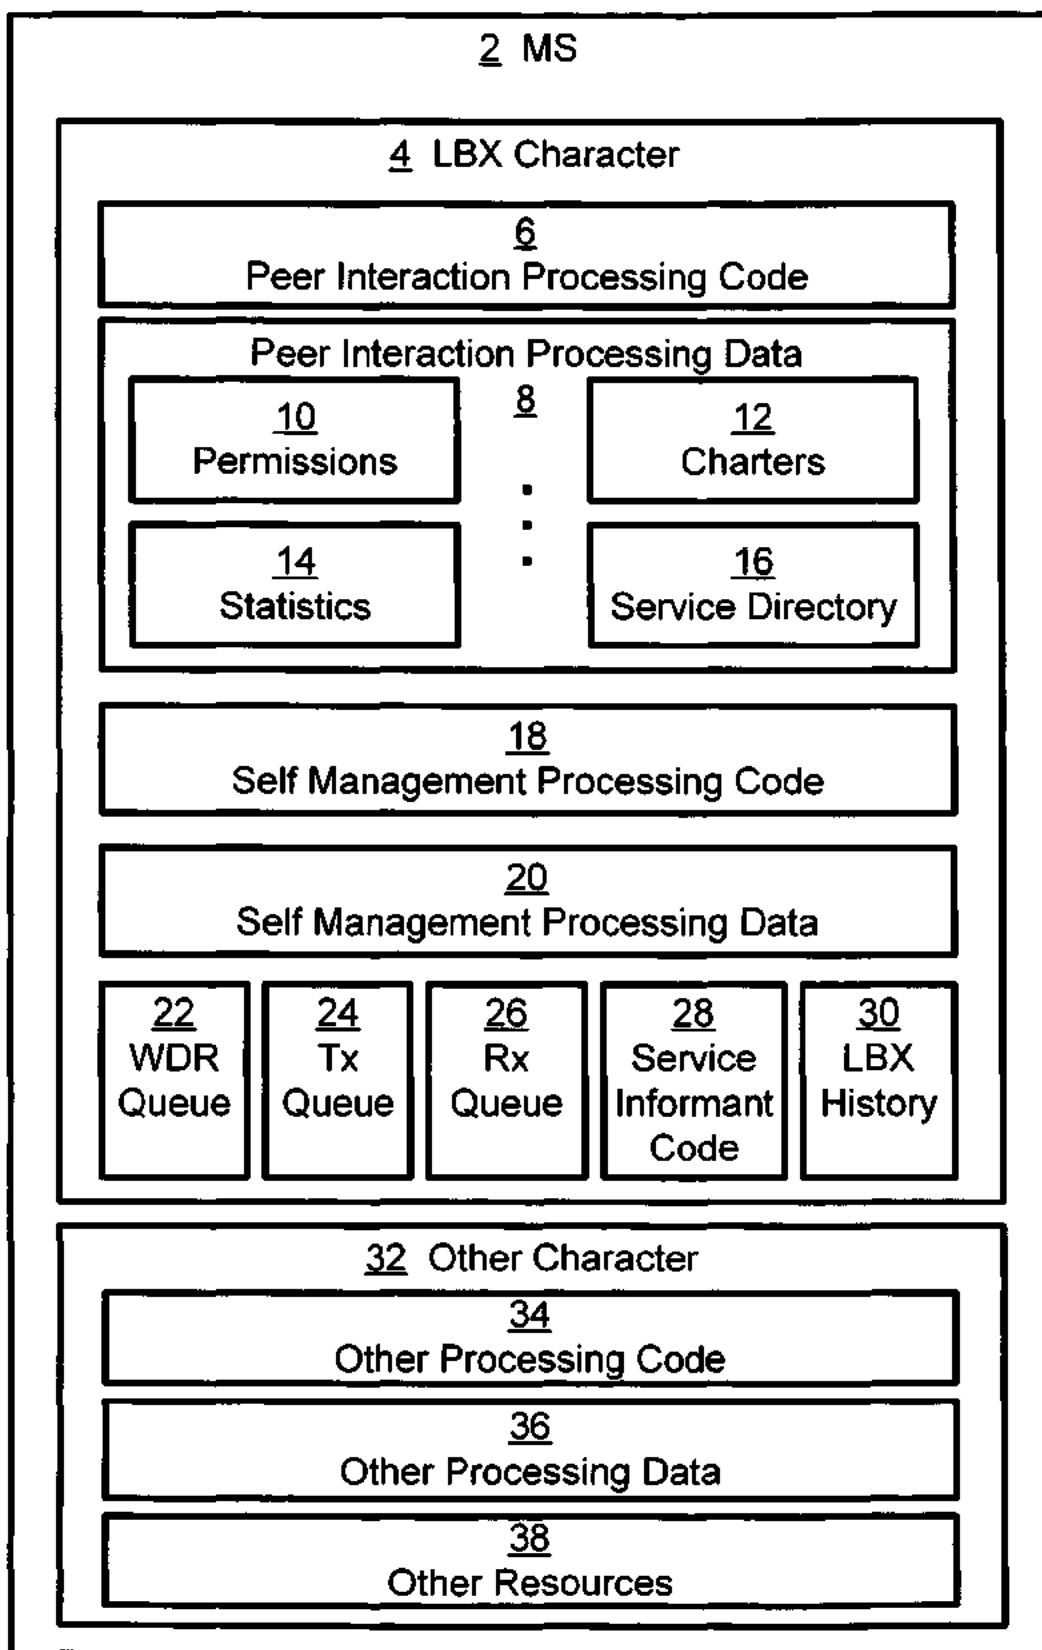 2 MS
4 LBX Character
6
Peer Interaction Processing Code
Peer Interaction Processing Data
8
10
Permissions
12
Charters
14
Statistics
16
Service Directory
18
Self Management Processing Code
20
Self Management Processing Data
22
WDR
Queue
24
Tx
Queue
26
Rx
Queue
28
Service
Informant
Code
30
LBX
History
32 Other Character
34
Other Processing Code
36
Other Processing Data
38
Other Resources